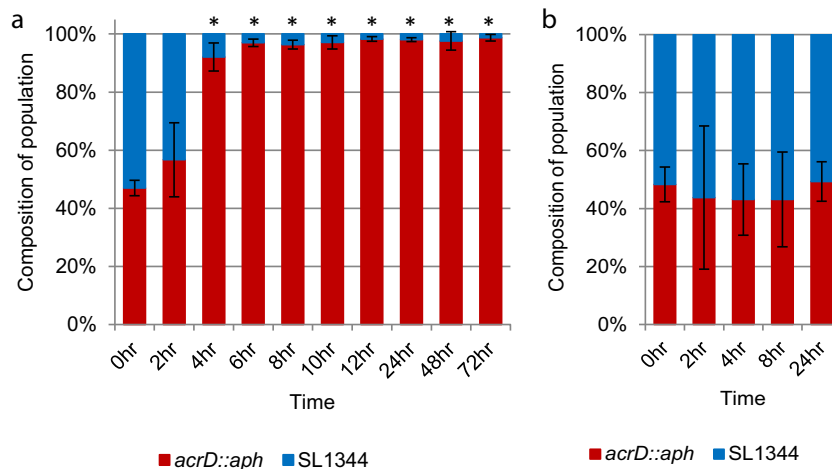 a
* * * * * * * *
100%
80%
60%
40%
20%
0%
Composition of population
0hr 2hr 4hr 6hr 8hr 10hr 12hr 24hr 48hr 72hr
Time
acrD::aph SL1344
b
100%
80%
60%
40%
20%
0%
Composition of population
0hr 2hr 4hr 8hr 24hr
Time
acrD::aph SL1344